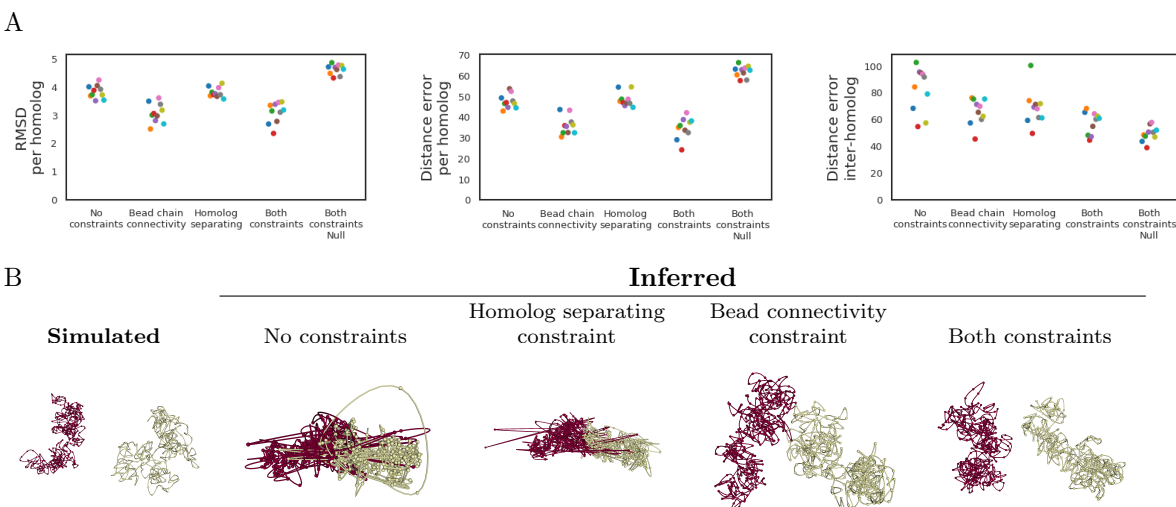 A
RMSD
per homolog
5
4
3
2
1
0
No
constraints
Bead chain
connectivity
Homolog
separating
Both
constraints
Both
constraints
Null
Distance error
per homolog
70
60
50
40
30
20
10
0
No
constraints
Bead chain
connectivity
Homolog
separating
Both
constraints
Both
constraints
Null
Distance error
inter-homolog
100
80
60
40
20
0
No
constraints
Bead chain
connectivity
Homolog
separating
Both
constraints
Both
constraints
Null
B
Inferred
Simulated
No constraints
Homolog separating
constraint
Bead connectivity
constraint
Both constraints